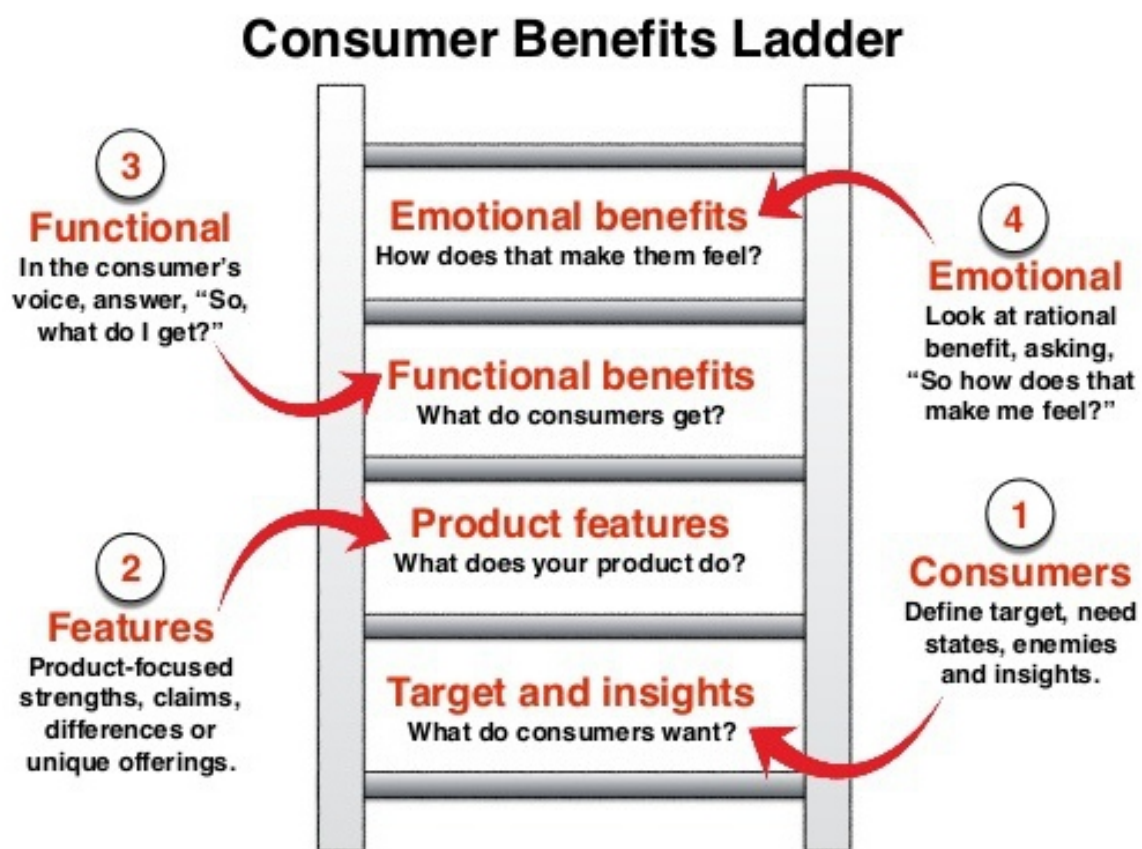 Consumer Benefits Ladder
3
Functional
In the consumer's
voice, answer, “So,
what do I get?”
Emotional benefits
How does that make them feel?
4
Emotional
Look at rational
benefit, asking,
“So how does that
make me feel?”
Functional benefits
What do consumers get?
2
Features
Product-focused
strengths, claims,
differences or
unique offerings.
Product features
What does your product do?
1
Consumers
Define target, need
states, enemies
and insights.
Target and insights
What do consumers want?